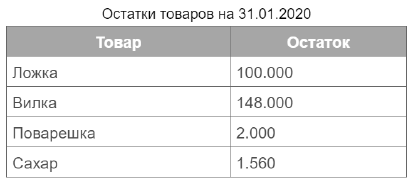 Остатки товаров на 31.01.2020
Товар Остаток
Ложка 100.000
Вилка 148.000
Поварешка 2.000
Сахар 1.560